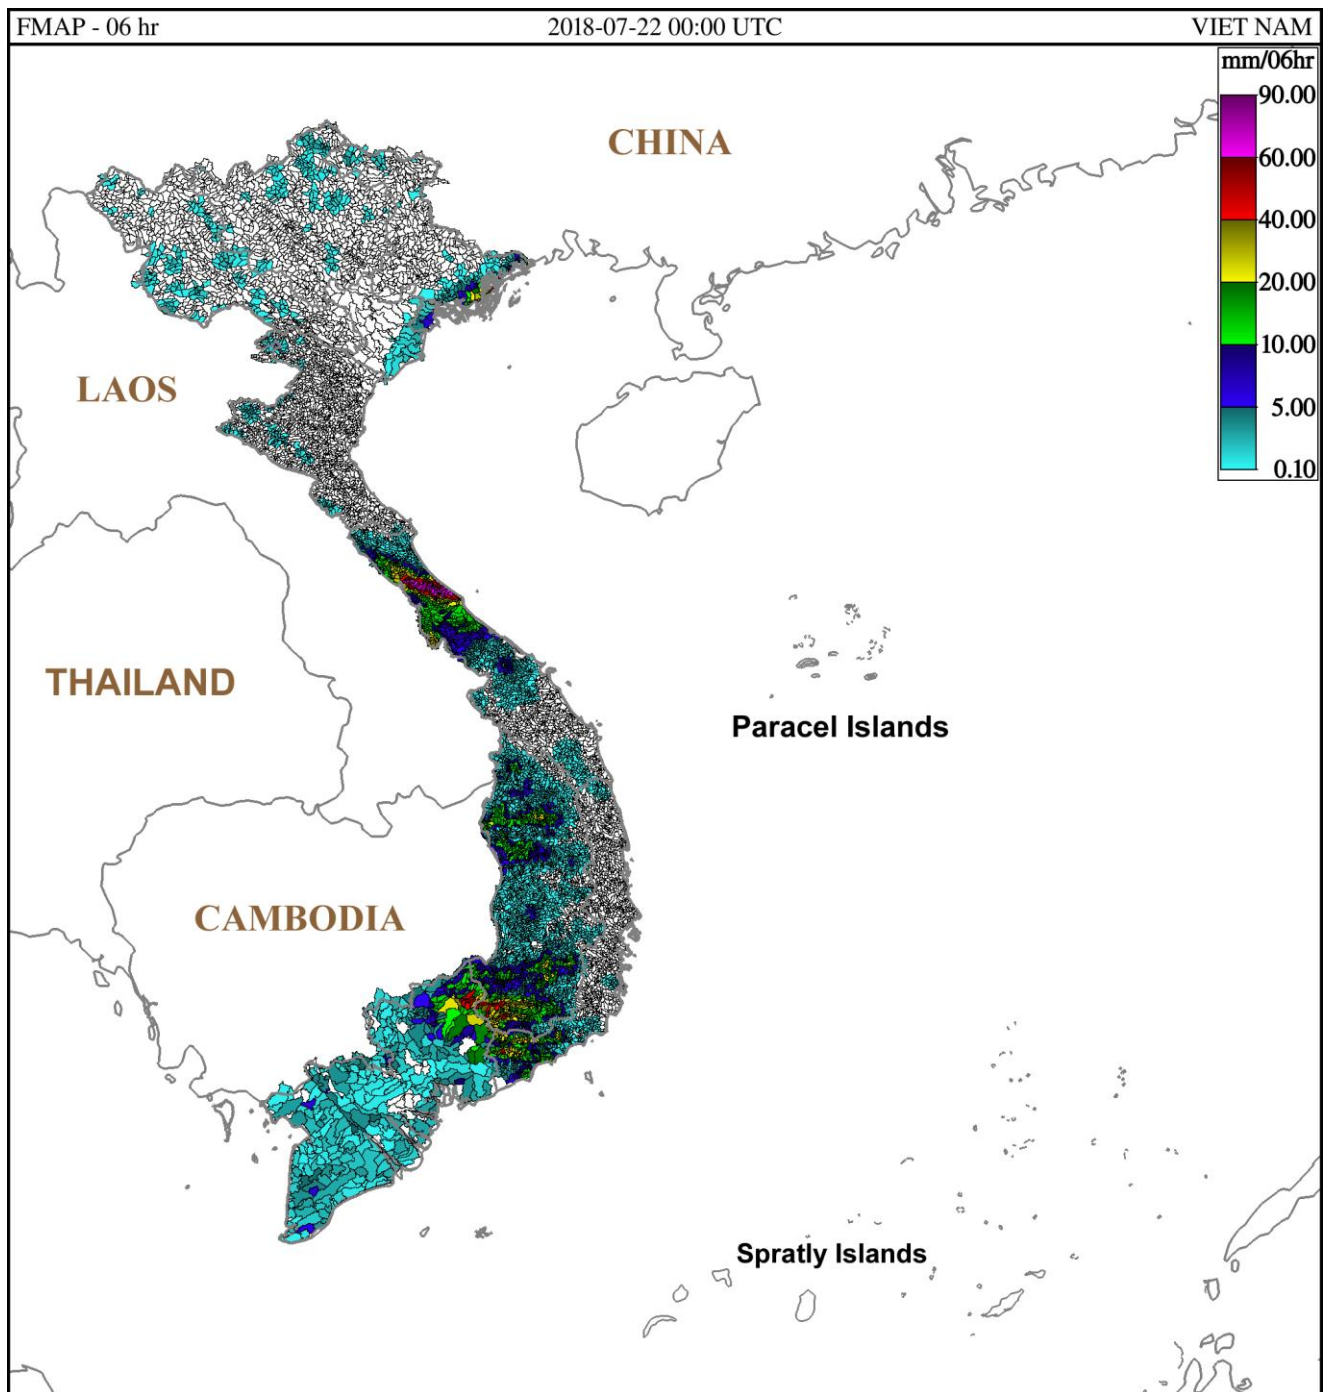 FMAP - 06 hr 2018-07-22 00:00 UTC VIET NAM
mm/06hr
90.00
CHINA
60.00
40.00
20.00
10.00
LAOS
5.00
0.10
THAILAND
Paracel Islands
CAMBODIA
Spratly Islands